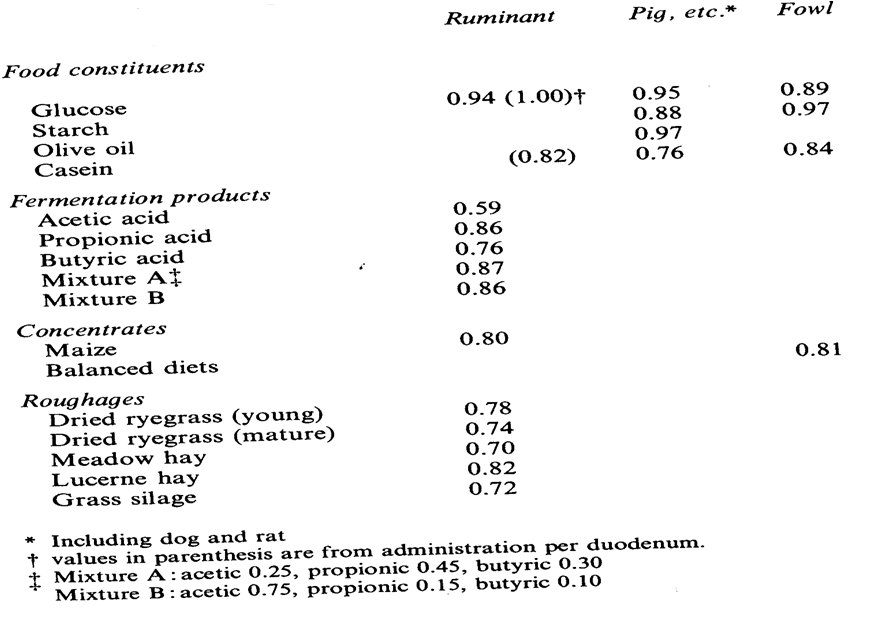 Ruminant Pig, etc.* Fowl
Food constituents
Glucose 0.94 (1.00)† 0.95 0.89
Starch 0.88 0.97
Olive oil 0.97
Casein (0.82) 0.76 0.84
Fermentation products
Acetic acid 0.59
Propionic acid 0.86
Butyric acid 0.76
Mixture A‡ 0.87
Mixture B 0.86
Concentrates
Maize 0.80
Balanced diets 0.81
Roughages
Dried ryegrass (young) 0.78
Dried ryegrass (mature) 0.74
Meadow hay 0.70
Lucerne hay 0.82
Grass silage 0.72
* Including dog and rat
† values in parenthesis are from administration per duodenum.
‡ Mixture A: acetic 0.25, propionic 0.45, butyric 0.30
Mixture B: acetic 0.75, propionic 0.15, butyric 0.10